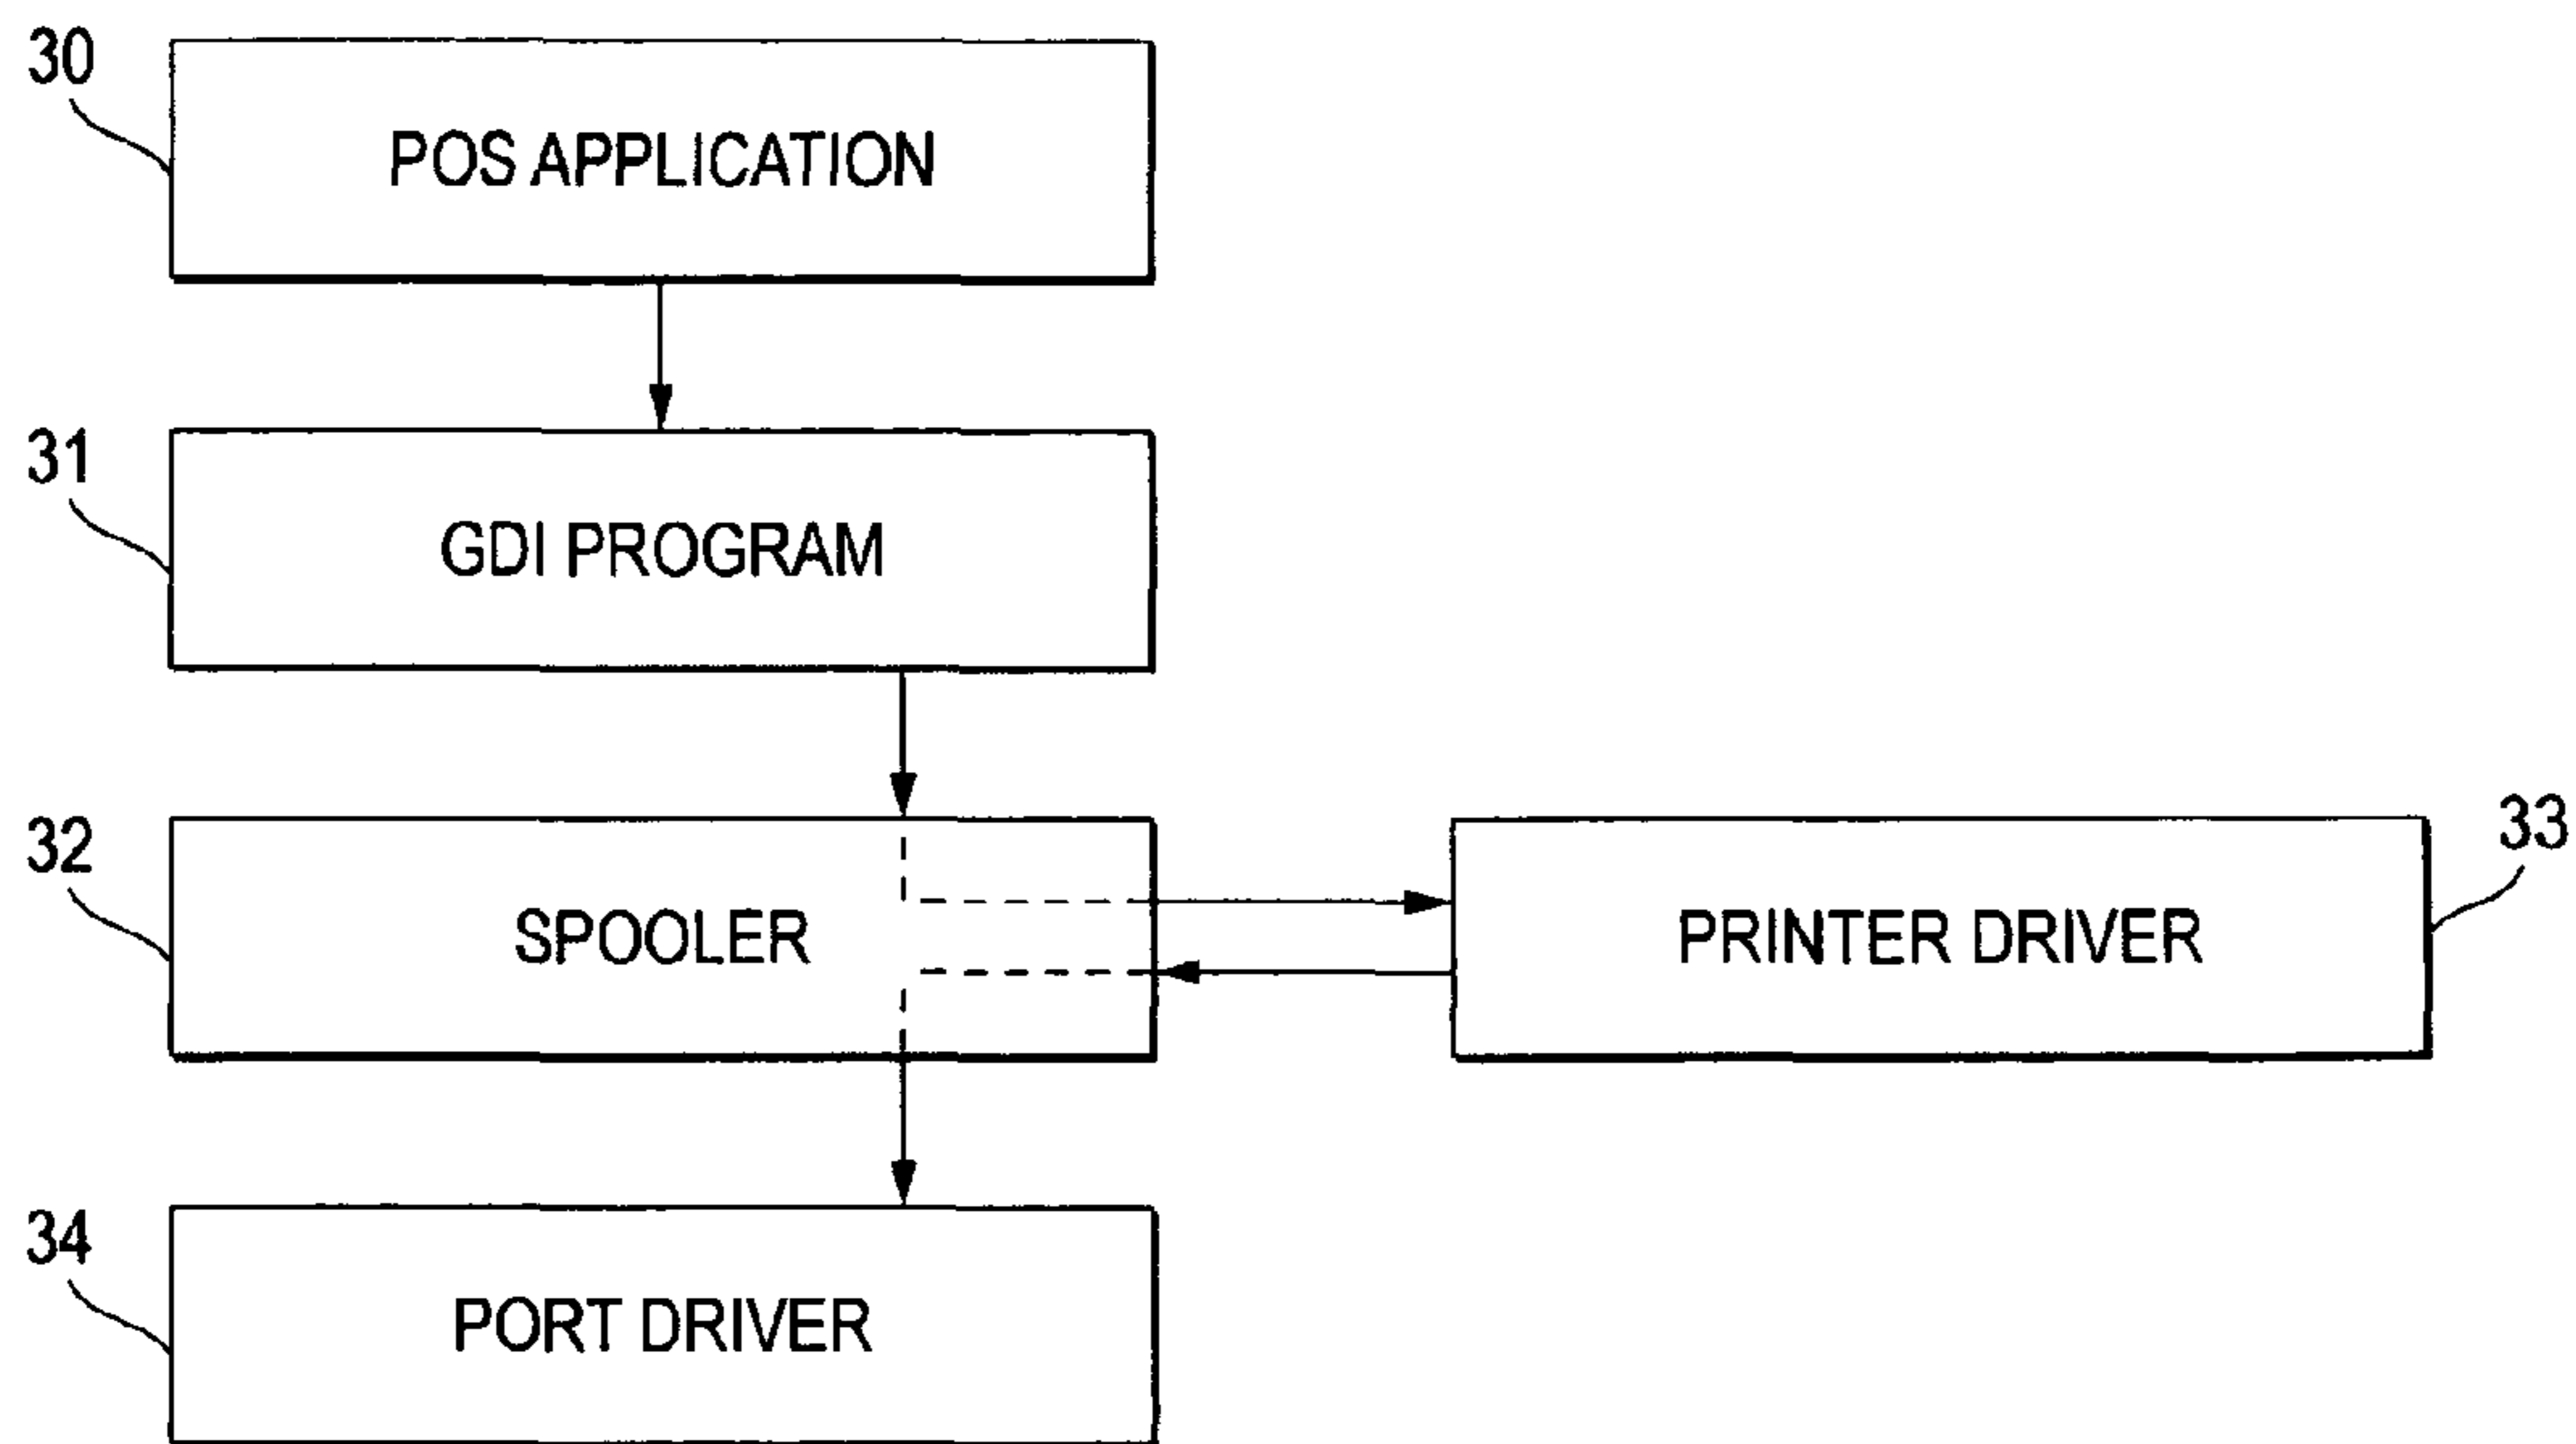 30
POS APPLICATION
31
GDI PROGRAM
32
SPOOLER
33
PRINTER DRIVER
34
PORT DRIVER